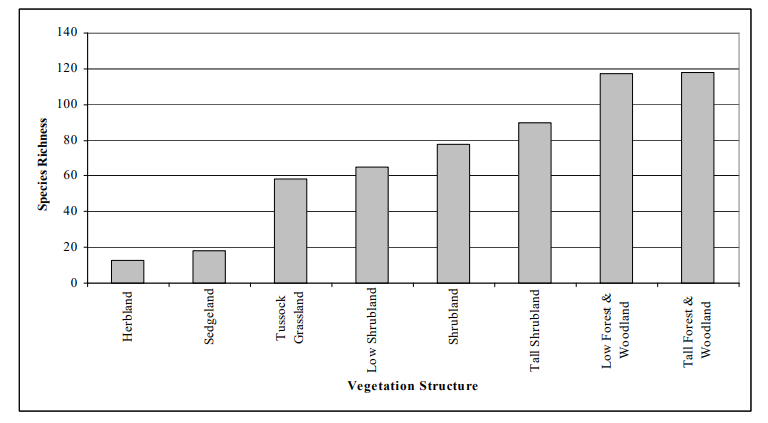 140
120
100
80
60
40
20
0
Species Richness
Herbland
Sedgeland
Tussock
Grassland
Low Shrubland
Shrubland
Tall Shrubland
Low Forest &
Woodland
Tall Forest &
Woodland
Vegetation Structure